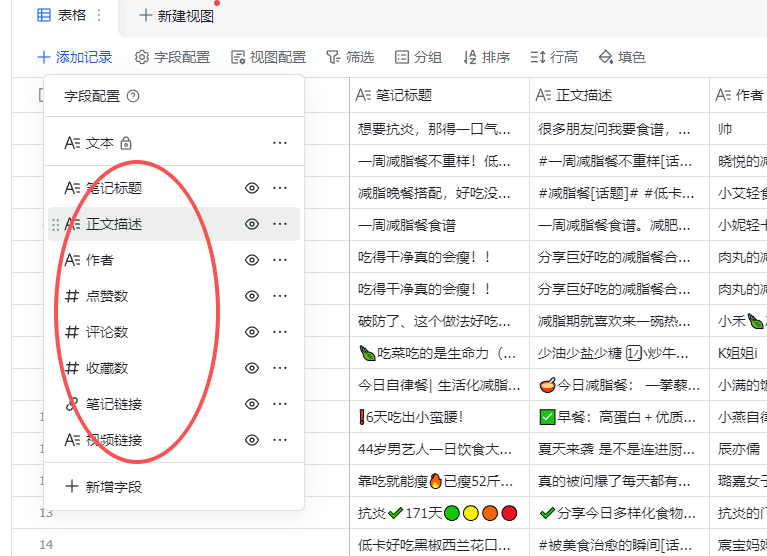 表格 新建视图
添加记录 字段配置 视图配置 筛选 分组 排序 行高 填色
字段配置
文本
笔记标题
正文描述
作者
点赞数
评论数
收藏数
笔记链接
视频链接
新增字段
笔记标题 正文描述 作者
想要抗炎，那得一口气... 很多朋友问我要食谱，... 帅
一周减脂餐不重样！低... #一周减脂餐不重样[话... 晓悦的减
减脂晚餐搭配，好吃没... #减脂餐[话题]# #低卡... 小艾轻食
一周减脂餐食谱 一周减脂餐食谱。减肥... 小妮轻卡
吃得干净真的会瘦！！ 分享巨好吃的减脂餐合... 肉丸的减
吃得干净真的会瘦！！ 分享巨好吃的减脂餐合... 肉丸的减
破防了、这个做法好吃... 减脂期就喜欢来一碗热... 小禾
吃菜吃的是生命力（... 少油少盐少糖 1⃣/小炒牛... K姐姐i
今日自律餐| 生活化减脂... 今日减脂餐： 一拳藜... 小满的饭
❗6天吃出小蛮腰! ✅早餐：高蛋白＋优质... 小燕自律
44岁男艺人一日饮食大... 夏天来袭 是不是连进厨... 辰亦儒
靠吃就能瘦🔥已瘦52斤... 真的被问爆了每天都有... 璐嘉女子
13 抗炎✔171天🟢🟡🟠🔴 ✔分享今日多样化食物... 抗炎的门
14 低卡好吃黑椒西兰花口... #被美食治愈的瞬间[话... 宸宝妈妈